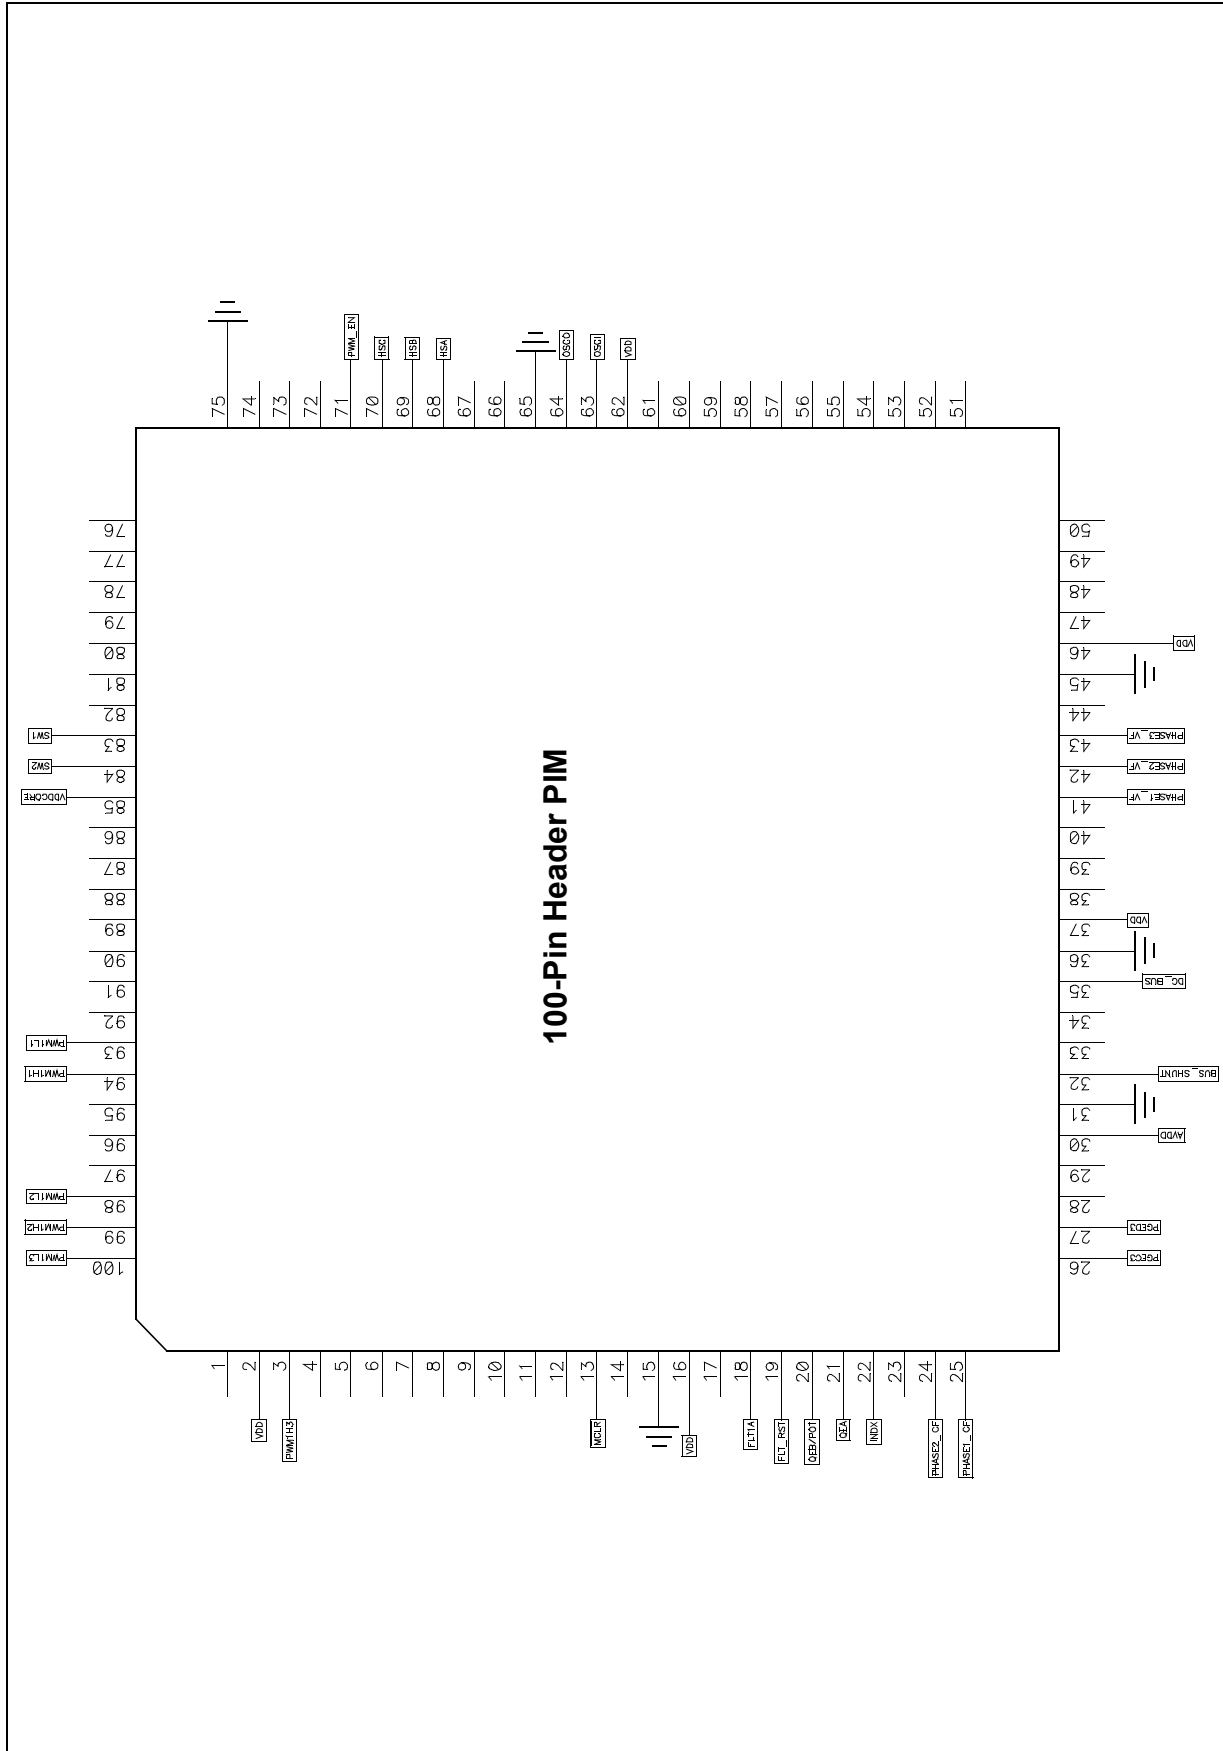 100-Pin Header PIM
1
2 VDD
3 PWM1H3
4
5
6
7
8
9
10
11
12
13 MCLR
14
15
16 VDD
17
18 FLT1A
19 FLT_RST
20 QEB/POT
21 QEA
22 INDX
23
24 PHASE2_CF
25 PHASE1_CF
26 PGEC3
27 PGED3
28
29
30 AVDD
31
32 BUS_SHUNT
33
34
35 DC_BUS
36
37 VDD
38
39
40
41 PHASE1_VF
42 PHASE2_VF
43 PHASE3_VF
44
45
46 VDD
47
48
49
50
51
52
53
54
55
56
57
58
59
60
61
62 VDD
63 OSCI
64 OSCO
65
66
67
68 HSA
69 HSB
70 HSC
71 PWM_EN
72
73
74
75
76
77
78
79
80
81
82
83 SW1
84 SW2
85 VDDCORE
86
87
88
89
90
91
92
93 PWM1L1
94 PWM1H1
95
96
97
98 PWM1L2
99 PWM1H2
100 PWM1L3